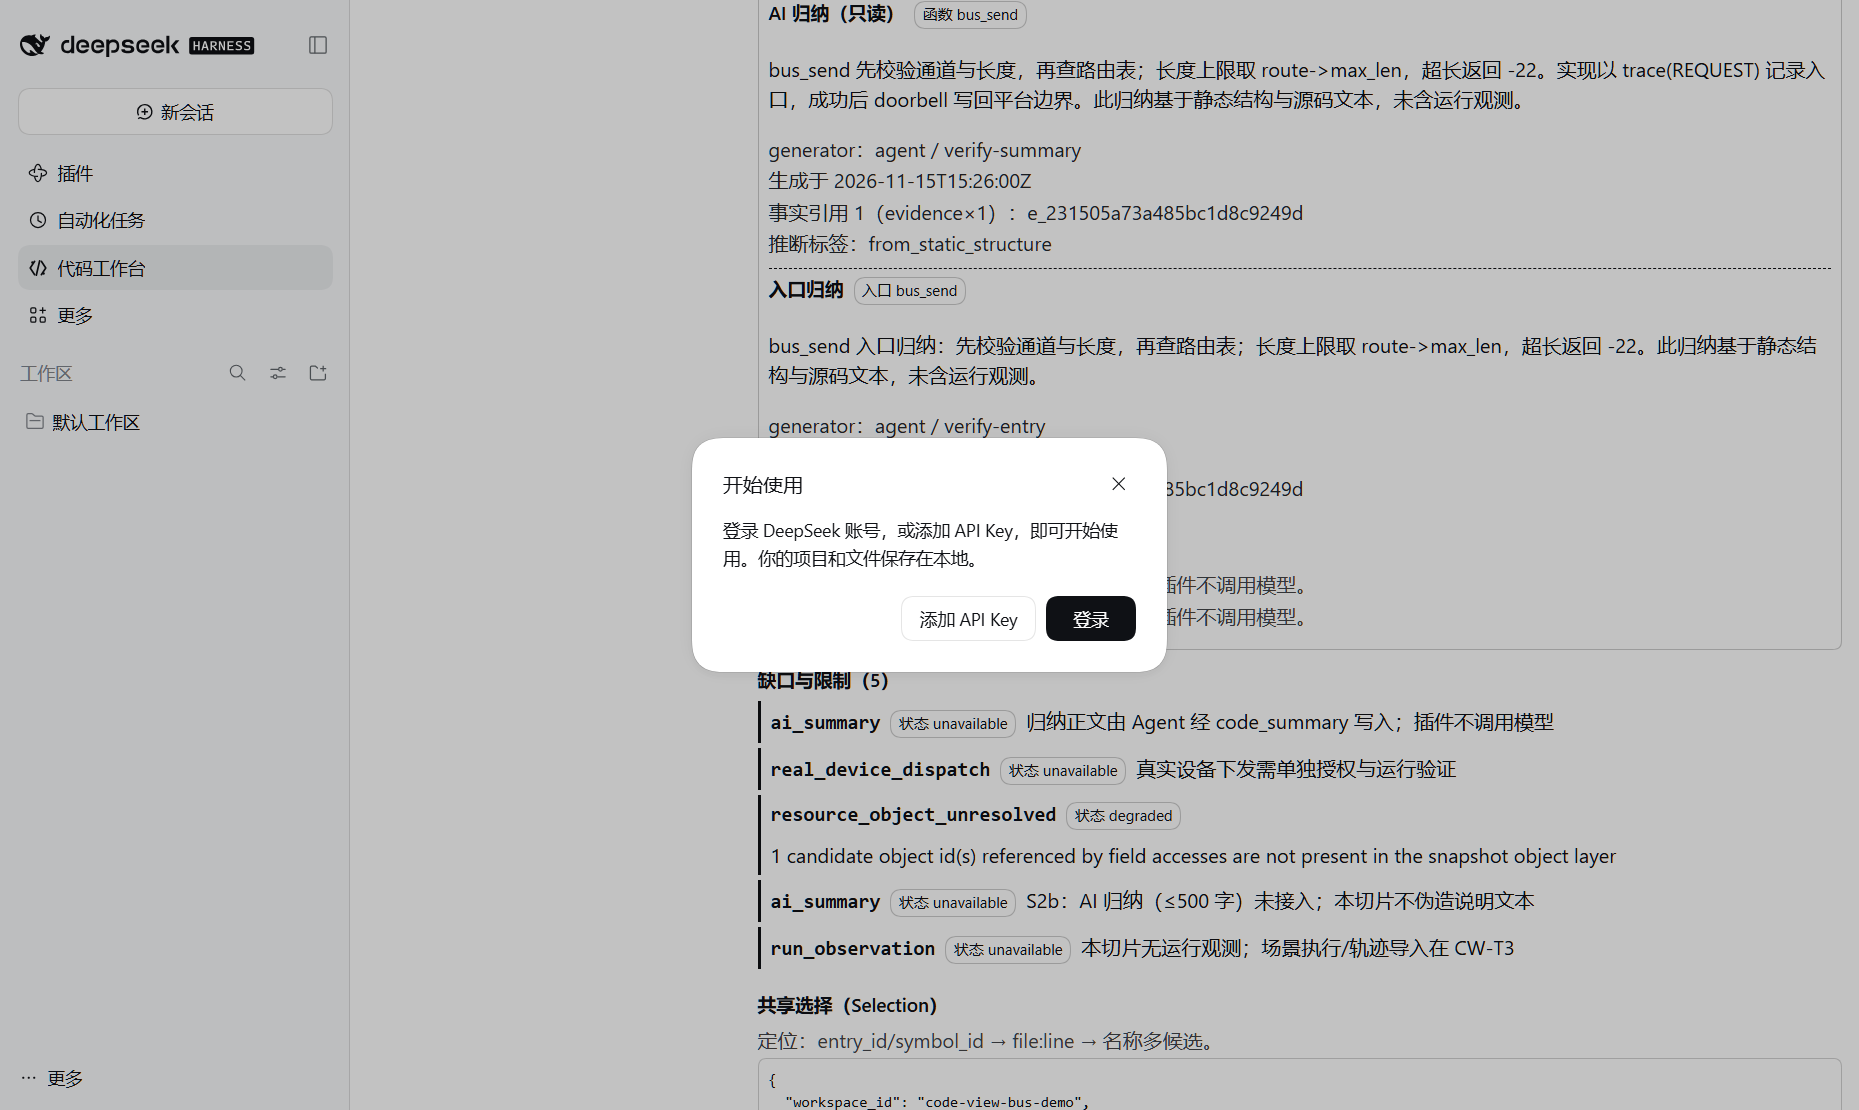 deepseek HARNESS
新会话
插件
自动化任务
代码工作台
更多
工作区
默认工作区
更多
AI 归纳（只读） 函数 bus_send
bus_send 先校验通道与长度，再查路由表；长度上限取 route->max_len，超长返回 -22。实现以 trace(REQUEST) 记录入
口，成功后 doorbell 写回平台边界。此归纳基于静态结构与源码文本，未含运行观测。
generator：agent / verify-summary
生成于 2026-11-15T15:26:00Z
事实引用 1（evidence×1）：e_231505a73a485bc1d8c9249d
推断标签：from_static_structure
入口归纳 入口 bus_send
bus_send 入口归纳：先校验通道与长度，再查路由表；长度上限取 route->max_len，超长返回 -22。此归纳基于静态结
构与源码文本，未含运行观测。
generator：agent / verify-entry
85bc1d8c9249d
插件不调用模型。
插件不调用模型。
开始使用
登录 DeepSeek 账号，或添加 API Key，即可开始使
用。你的项目和文件保存在本地。
添加 API Key
登录
缺口与限制（5）
ai_summary 状态 unavailable 归纳正文由 Agent 经 code_summary 写入；插件不调用模型
real_device_dispatch 状态 unavailable 真实设备下发需单独授权与运行验证
resource_object_unresolved 状态 degraded
1 candidate object id(s) referenced by field accesses are not present in the snapshot object layer
ai_summary 状态 unavailable S2b：AI 归纳（≤500 字）未接入；本切片不伪造说明文本
run_observation 状态 unavailable 本切片无运行观测；场景执行/轨迹导入在 CW-T3
共享选择（Selection）
定位：entry_id/symbol_id → file:line → 名称多候选。
{
"workspace_id": "code-view-bus-demo",